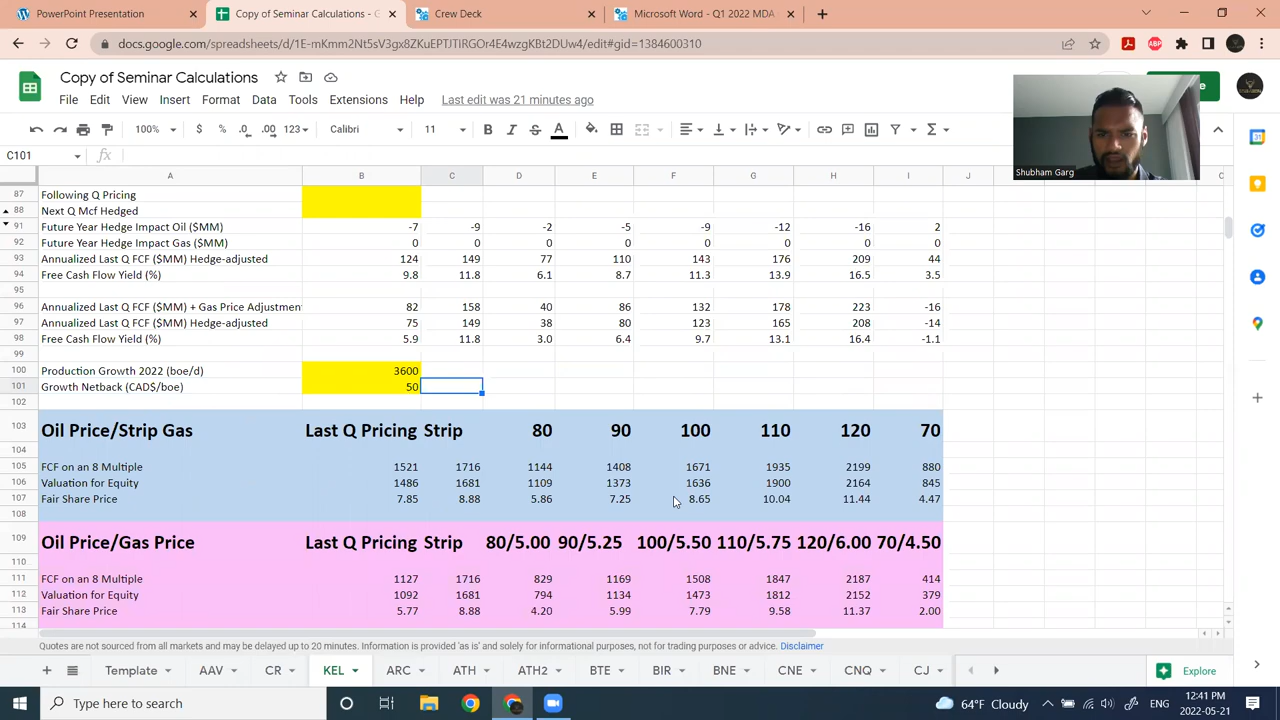 WordPress
Copy of Seminar Calculations - G
Crew Deck
Microsoft Word - Q1 2022 MDA
docs.google.com/spreadsheets/d/1E-mKmm2Nt5sV3gx8ZKAEPTDTRG7c4E4wzgKMt2DUw4/edit#gid=1384600310
ABP
Copy of Seminar Calculations
File Edit View Insert Format Data Tools Extensions Help Last edit was 21 minutes ago
100% $ % .0 .00 123 Calibri 11 B I S A
Shubham Garg
C101 fx
A B C D E F G H I J K L
87 Following Q Pricing
88 Next Q Mcf Hedged
91 Future Year Hedge Impact Oil ($MM) -7 -9 -2 -5 -9 -12 -16 2
92 Future Year Hedge Impact Gas ($MM) 0 0 0 0 0 0 0 0
93 Annualized Last Q FCF ($MM) Hedge-adjusted 124 149 77 110 143 176 209 44
94 Free Cash Flow Yield (%) 9.8 11.8 6.1 8.7 11.3 13.9 16.5 3.5
95
96 Annualized Last Q FCF ($MM) + Gas Price Adjustmen 82 158 40 86 132 178 223 -16
97 Annualized Last Q FCF ($MM) Hedge-adjusted 75 149 38 80 123 165 208 -14
98 Free Cash Flow Yield (%) 5.9 11.8 3.0 6.4 9.7 13.1 16.4 -1.1
99
100 Production Growth 2022 (boe/d) 3600
101 Growth Netback (CAD$/boe) 50
102
103 Oil Price/Strip Gas Last Q Pricing Strip 80 90 100 110 120 70
104
105 FCF on an 8 Multiple 1521 1716 1144 1408 1671 1935 2199 880
106 Valuation for Equity 1486 1681 1109 1373 1636 1900 2164 845
107 Fair Share Price 7.85 8.88 5.86 7.25 8.65 10.04 11.44 4.47
108
109 Oil Price/Gas Price Last Q Pricing Strip 80/5.00 90/5.25 100/5.50 110/5.75 120/6.00 70/4.50
110
111 FCF on an 8 Multiple 1127 1716 829 1169 1508 1847 2187 414
112 Valuation for Equity 1092 1681 794 1134 1473 1812 2152 379
113 Fair Share Price 5.77 8.88 4.20 5.99 7.79 9.58 11.37 2.00
114
Quotes are not sourced from all markets and may be delayed up to 20 minutes. Information is provided 'as is' and solely for informational purposes, not for trading purposes or advice. Disclaimer
Template AAV CR KEL ARC ATH ATH2 BTE BIR BNE CNE CNQ CJ Explore
Type here to search 64°F Cloudy ENG 12:41 PM
2022-05-21